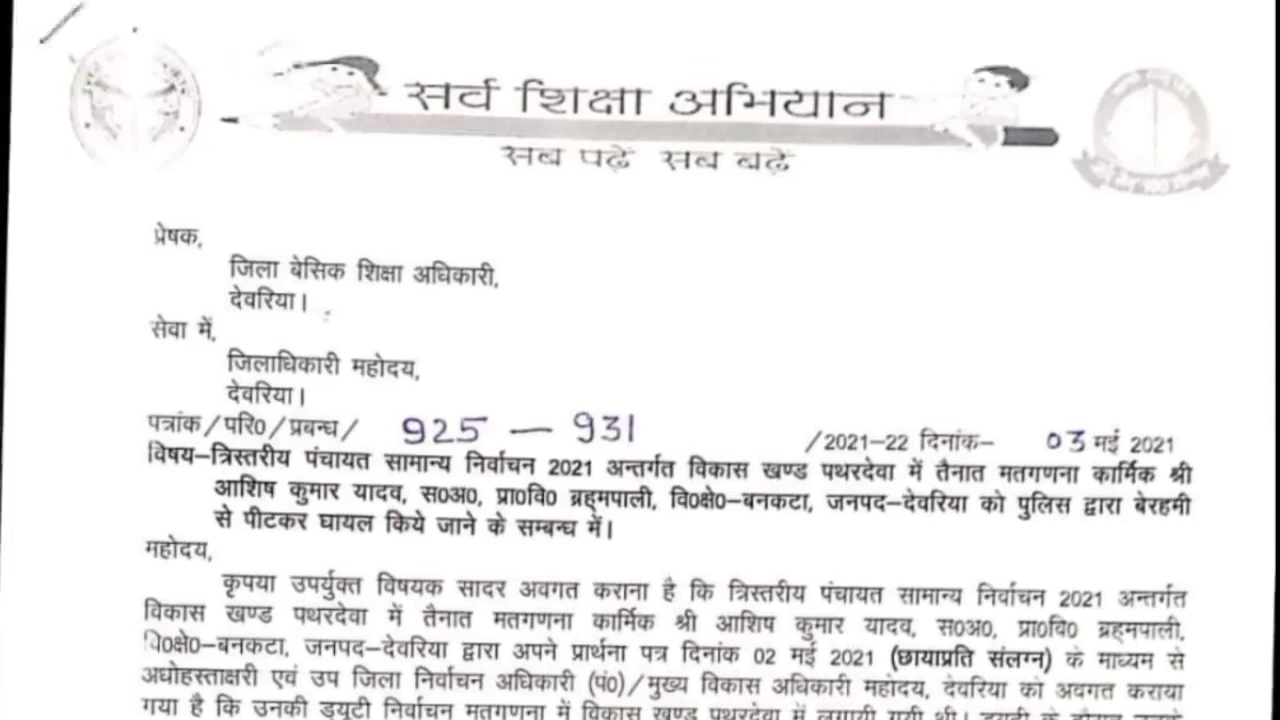 सर्व शिक्षा अभियान
सब पढ़ें सब बढ़ें
प्रेषक,
जिला बेसिक शिक्षा अधिकारी,
देवरिया।
सेवा में,
जिलाधिकारी महोदय,
देवरिया।
पत्रांक/परि0/प्रबन्ध/ 925 — 931 /2021-22 दिनांक- 03 मई 2021
विषय-त्रिस्तरीय पंचायत सामान्य निर्वाचन 2021 अन्तर्गत विकास खण्ड पथरदेवा में तैनात मतगणना कार्मिक श्री
आशिष कुमार यादव, स0अ0, प्रा0वि0 ब्रह्मपाली, वि0क्षे0-बनकटा, जनपद-देवरिया को पुलिस द्वारा बेरहमी
से पीटकर घायल किये जाने के सम्बन्ध में।
महोदय,
कृपया उपर्युक्त विषयक सादर अवगत कराना है कि त्रिस्तरीय पंचायत सामान्य निर्वाचन 2021 अन्तर्गत
विकास खण्ड पथरदेवा में तैनात मतगणना कार्मिक श्री आशिष कुमार यादव, स0अ0, प्रा0वि0 ब्रह्मपाली,
वि0क्षे0-बनकटा, जनपद-देवरिया द्वारा अपने प्रार्थना पत्र दिनांक 02 मई 2021 (छायाप्रति संलग्न) के माध्यम से
अधोहस्ताक्षरी एवं उप जिला निर्वाचन अधिकारी (पं0)/मुख्य विकास अधिकारी महोदय, देवरिया को अवगत कराया
गया है कि उनकी ड्यूटी निर्वाचन मतगणना में विकास खण्ड पथरदेवा में लगायी गयी थी।